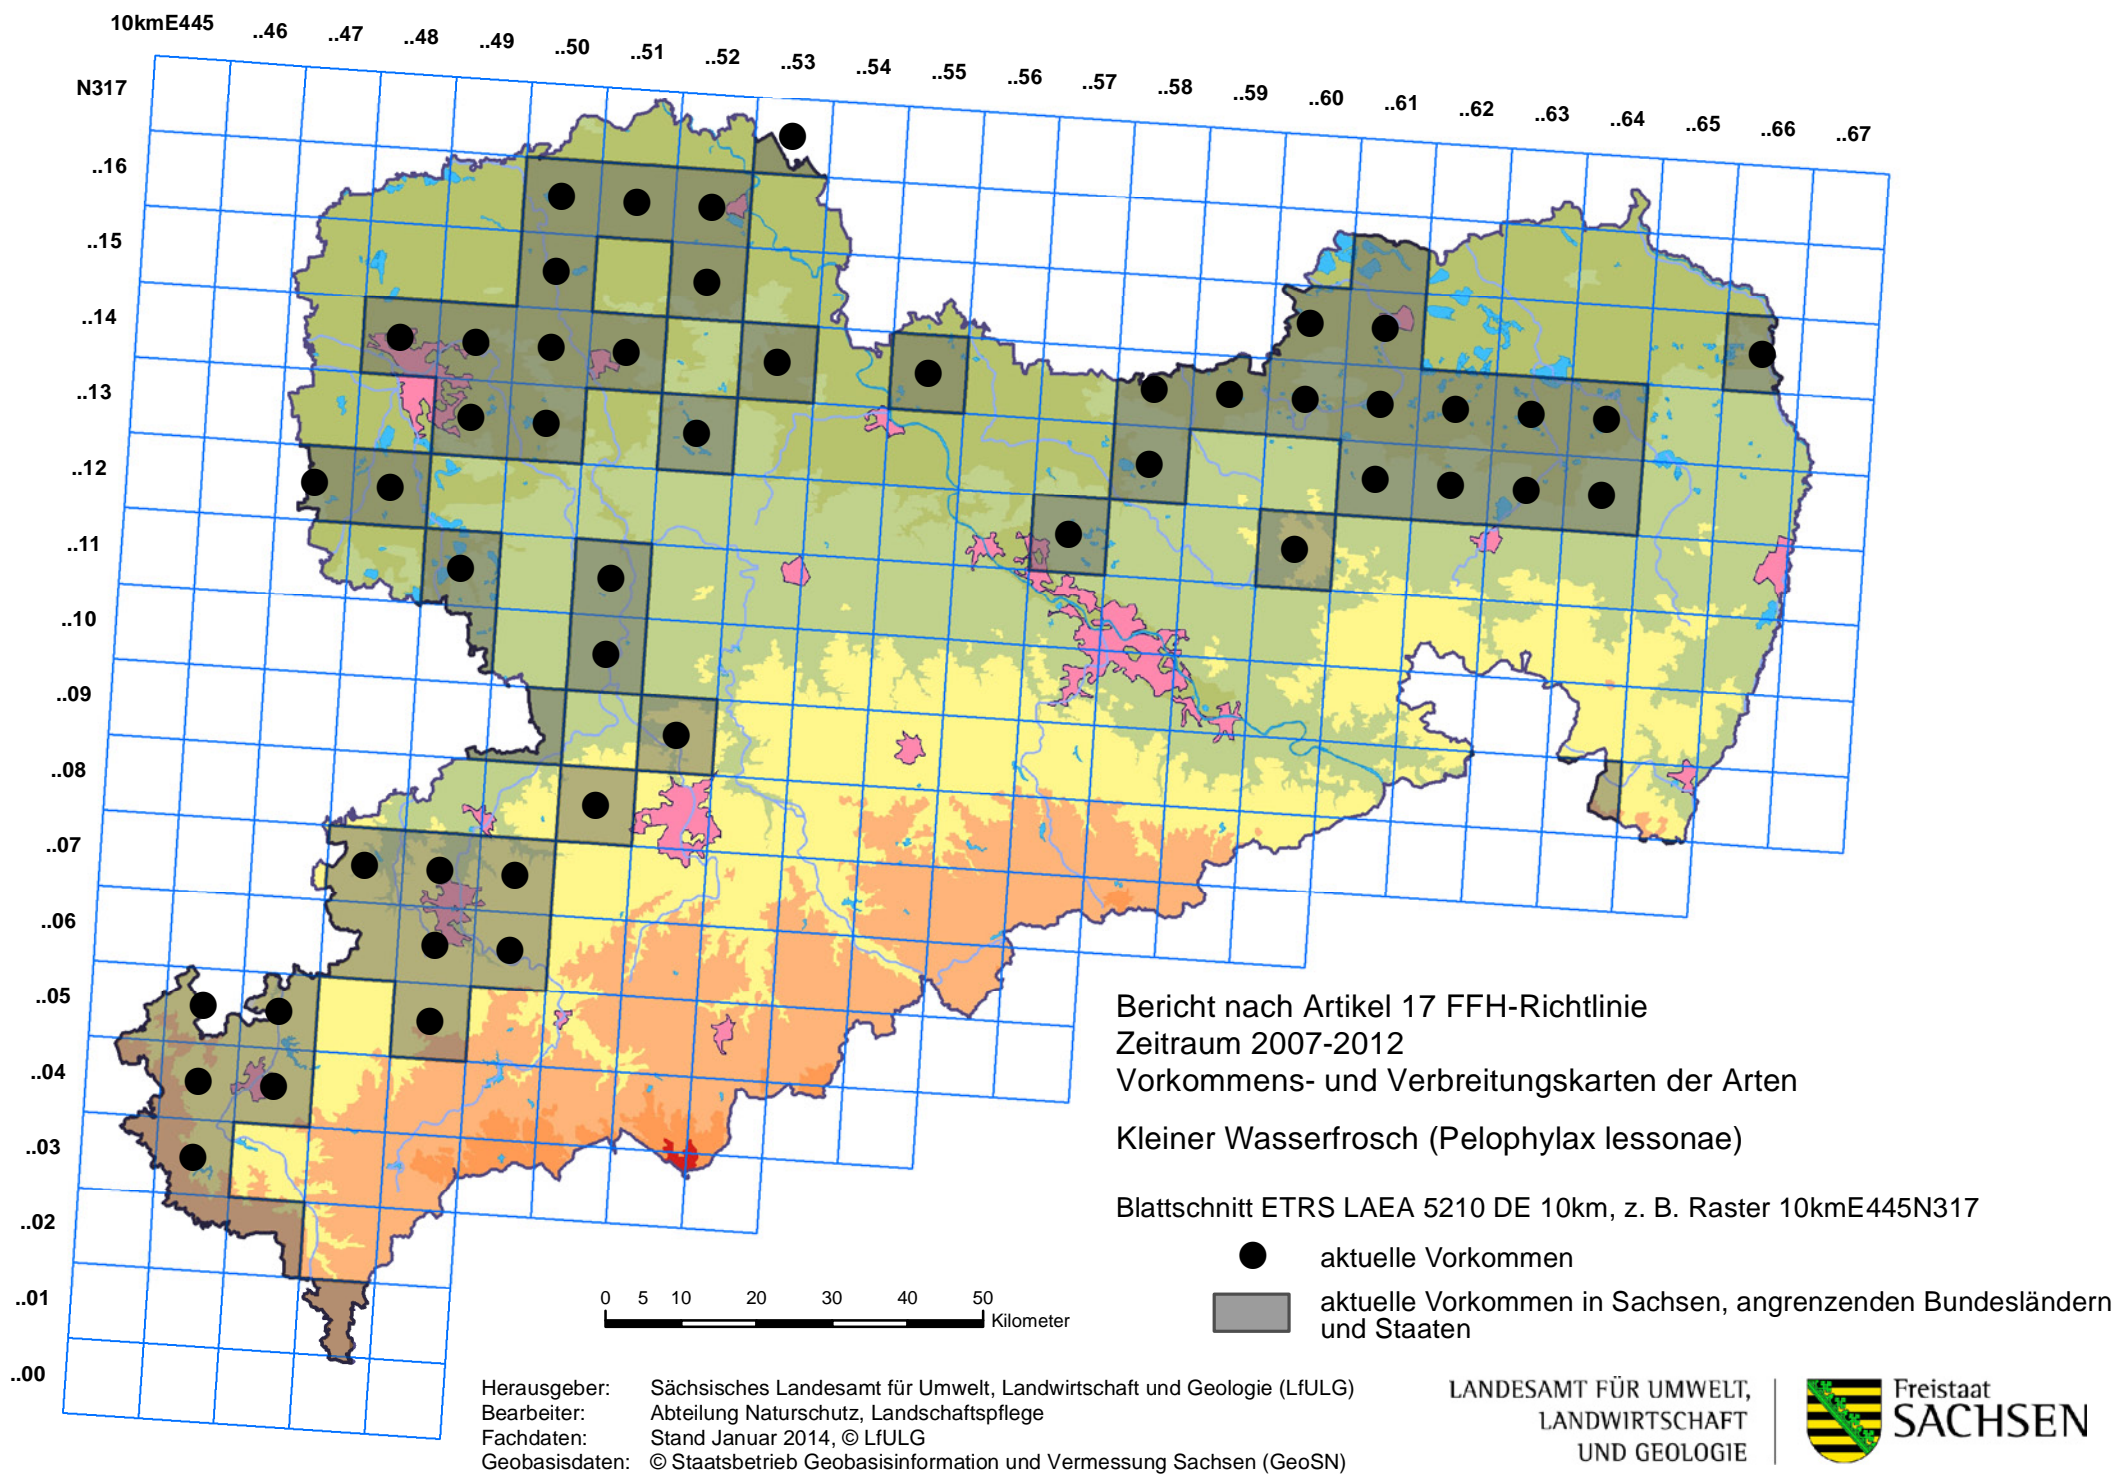 10kmE445 ..46 ..47 ..48 ..49 ..50 ..51 ..52 ..53 ..54 ..55 ..56 ..57 ..58 ..59 ..60 ..61 ..62 ..63 ..64 ..65 ..66 ..67
N317
..16
..15
..14
..13
..12
..11
..10
..09
..08
..07
..06
..05
..04
..03
..02
..01
..00
Bericht nach Artikel 17 FFH-Richtlinie
Zeitraum 2007-2012
Vorkommens- und Verbreitungskarten der Arten
Kleiner Wasserfrosch (Pelophylax lessonae)
Blattschnitt ETRS LAEA 5210 DE 10km, z. B. Raster 10kmE445N317
aktuelle Vorkommen
aktuelle Vorkommen in Sachsen, angrenzenden Bundesländern
und Staaten
0 5 10 20 30 40 50
Kilometer
Herausgeber: Sächsisches Landesamt für Umwelt, Landwirtschaft und Geologie (LfULG)
Bearbeiter: Abteilung Naturschutz, Landschaftspflege
Fachdaten: Stand Januar 2014, © LfULG
Geobasisdaten: © Staatsbetrieb Geobasisinformation und Vermessung Sachsen (GeoSN)
LANDESAMT FÜR UMWELT,
LANDWIRTSCHAFT
UND GEOLOGIE
Freistaat
SACHSEN